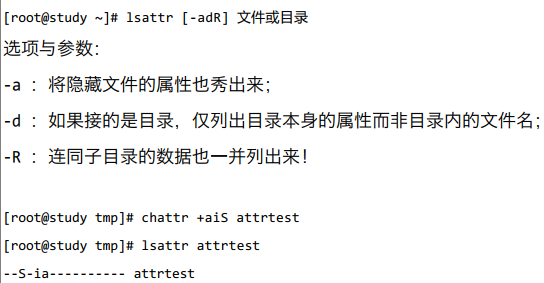 [root@study ~]# lsattr [-adR] 文件或目录
选项与参数：
-a ：将隐藏文件的属性也秀出来；
-d ：如果接的是目录，仅列出目录本身的属性而非目录内的文件名；
-R ：连同子目录的数据也一并列出来！
[root@study tmp]# chattr +aiS attrtest
[root@study tmp]# lsattr attrtest
--S-ia---------- attrtest